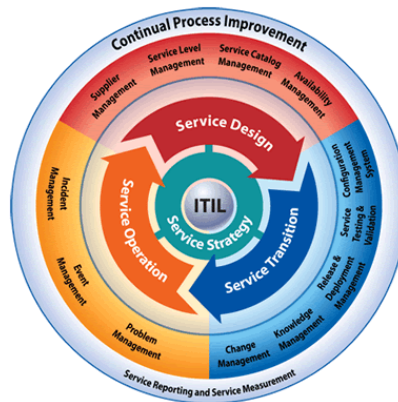 Continual Process Improvement
Supplier
Management
Service Level
Management
Service Catalog
Management
Availability
Management
Service Design
Configuration
Management
System
Service
Testing &
Validation
Release &
Deployment
Management
Knowledge
Management
Change
Management
Service Transition
ITIL
Service Strategy
Service Operation
Incident
Management
Event
Management
Problem
Management
Service Reporting and Service Measurement